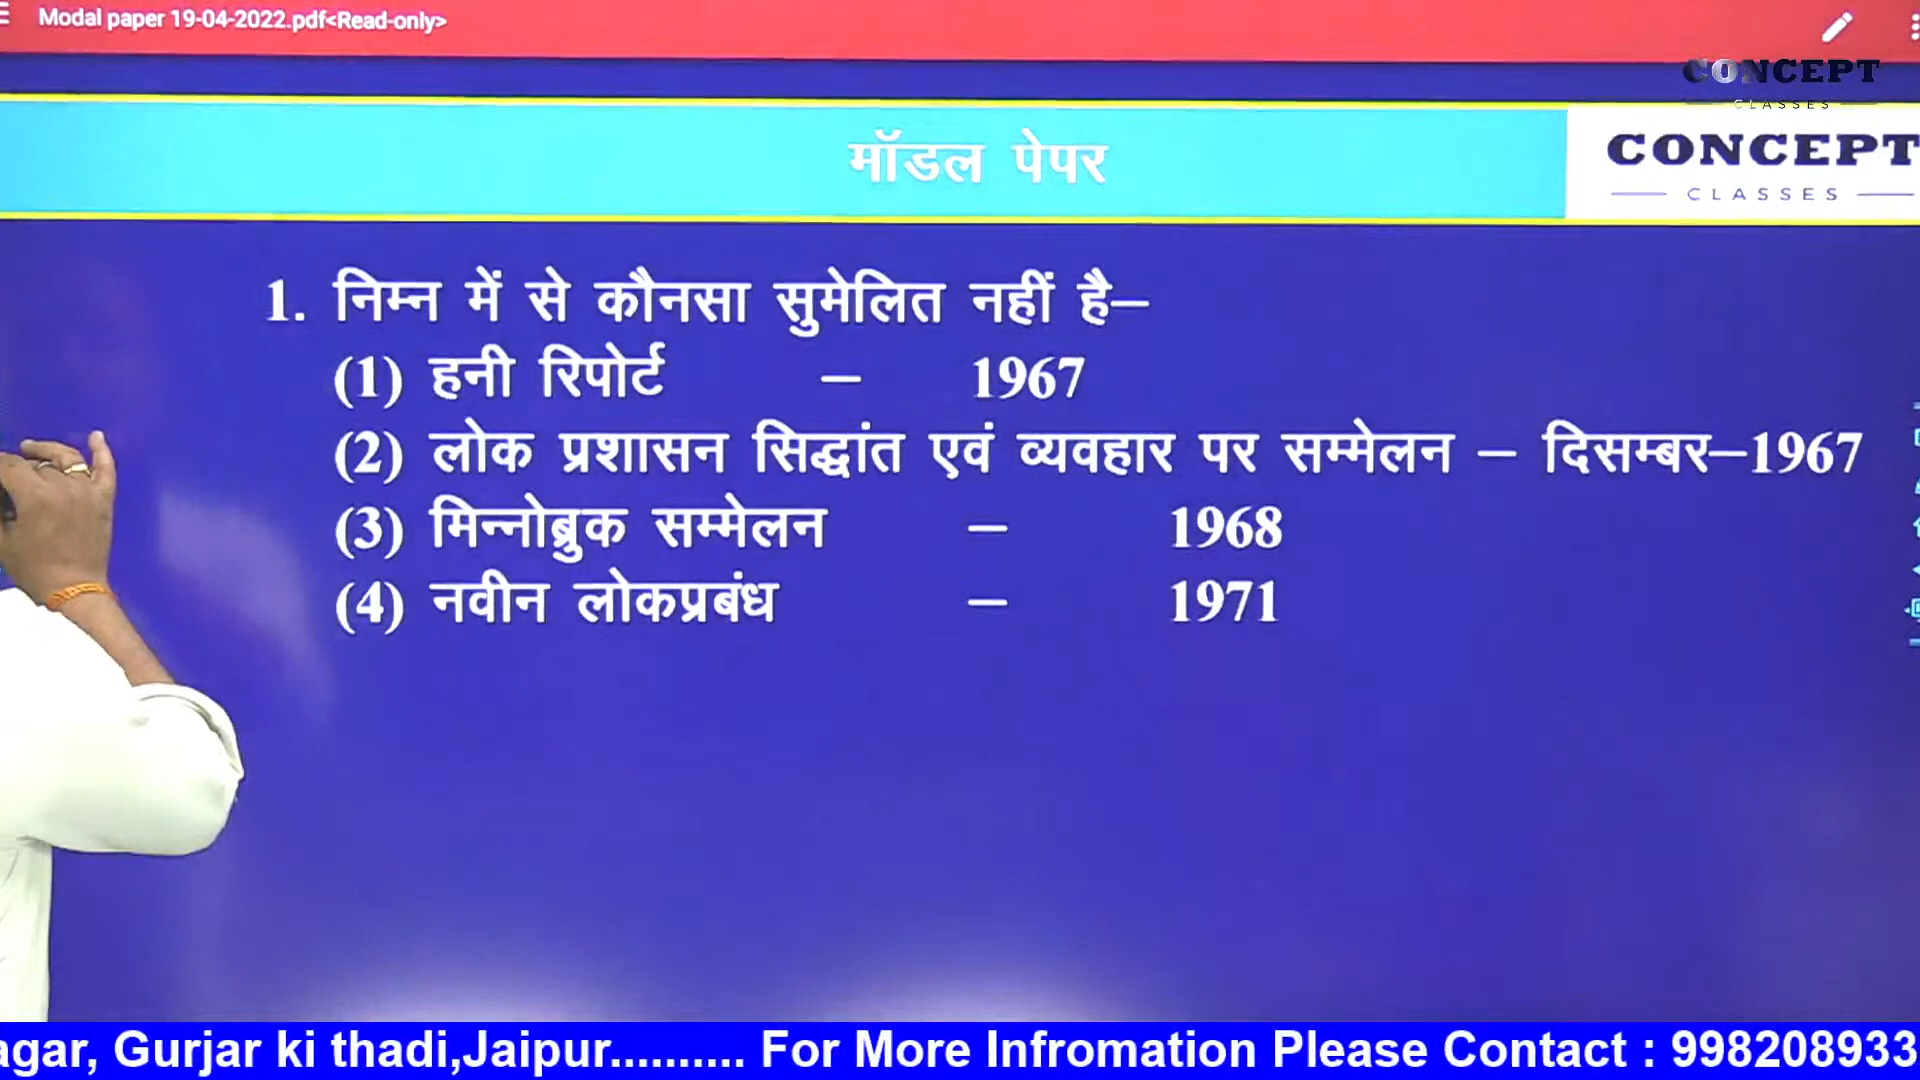 Modal paper 19-04-2022.pdf<Read-only>
CONCEPT
CLASSES
मॉडल पेपर
CONCEPT
CLASSES
1. निम्न में से कौनसा सुमेलित नहीं है–
(1) हनी रिपोर्ट – 1967
(2) लोक प्रशासन सिद्धांत एवं व्यवहार पर सम्मेलन – दिसम्बर–1967
(3) मिन्नोब्रुक सम्मेलन – 1968
(4) नवीन लोकप्रबंध – 1971
agar, Gurjar ki thadi,Jaipur.......... For More Infromation Please Contact : 998208933